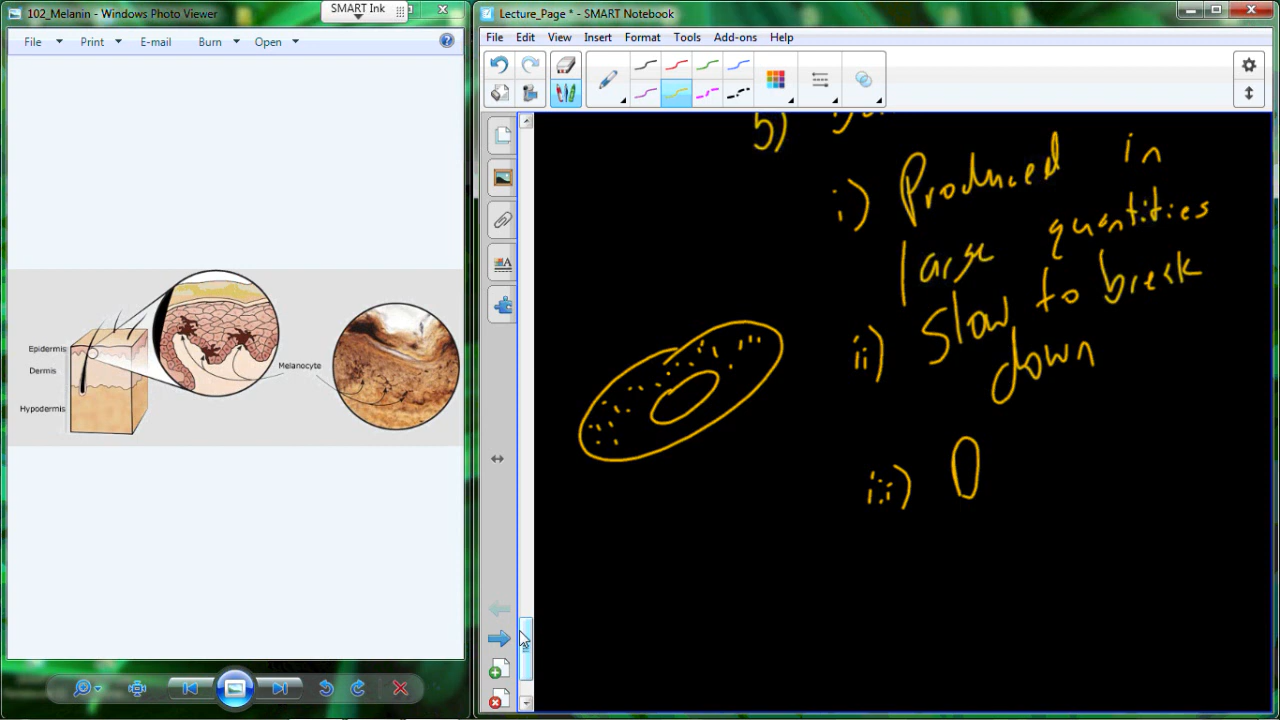 102_Melanin - Windows Photo Viewer
SMART Ink
File Print E-mail Burn Open
Epidermis
Dermis
Hypodermis
Melanocyte
Lecture_Page * - SMART Notebook
File Edit View Insert Format Tools Add-ons Help
5)
i) Produced in
large quantities
ii) Slow to break
down
iii) O